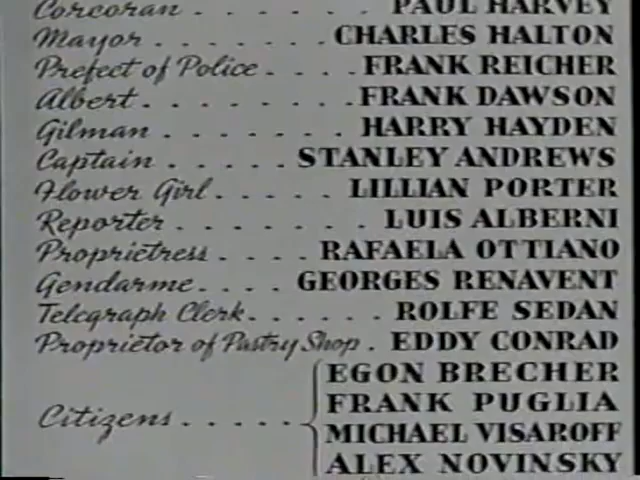 Corcoran . . . . . . PAUL HARVEY
Mayor . . . . . . . CHARLES HALTON
Prefect of Police . . . . FRANK REICHER
Albert . . . . . . . . FRANK DAWSON
Gilman . . . . . . . HARRY HAYDEN
Captain . . . . . STANLEY ANDREWS
Flower Girl . . . . . LILLIAN PORTER
Reporter . . . . . . . LUIS ALBERNI
Proprietress . . . . RAFAELA OTTIANO
Gendarme . . . . GEORGES RENAVENT
Telegraph Clerk . . . . . . ROLFE SEDAN
Proprietor of Pastry Shop . EDDY CONRAD
Citizens . . . . . EGON BRECHER
FRANK PUGLIA
MICHAEL VISAROFF
ALEX NOVINSKY